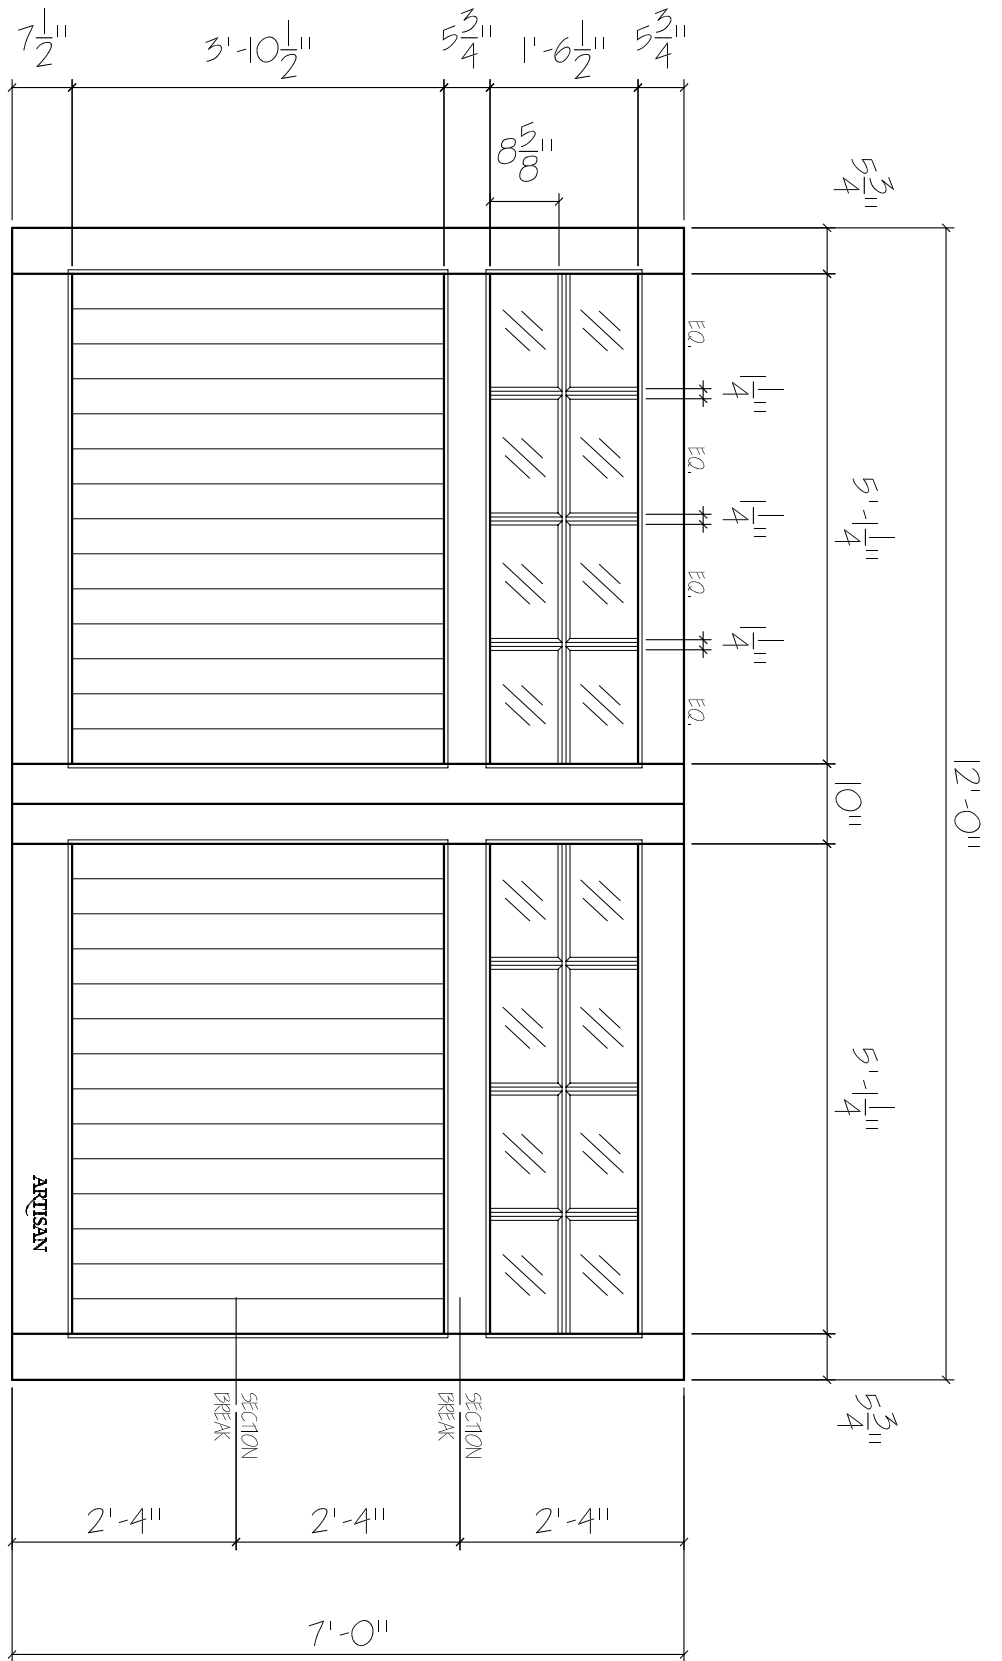 7 1/2"
3'-10 1/2"
5 3/4"
1'-6 1/2"
5 3/4"
8 5/8"
5 3/4"
EQ.
1 1/4"
EQ.
1 1/4"
EQ.
1 1/4"
EQ.
5'-1 1/4"
10"
12'-0"
5'-1 1/4"
5 3/4"
ARTISAN
SECTION
BREAK
SECTION
BREAK
2'-4"
2'-4"
2'-4"
7'-0"